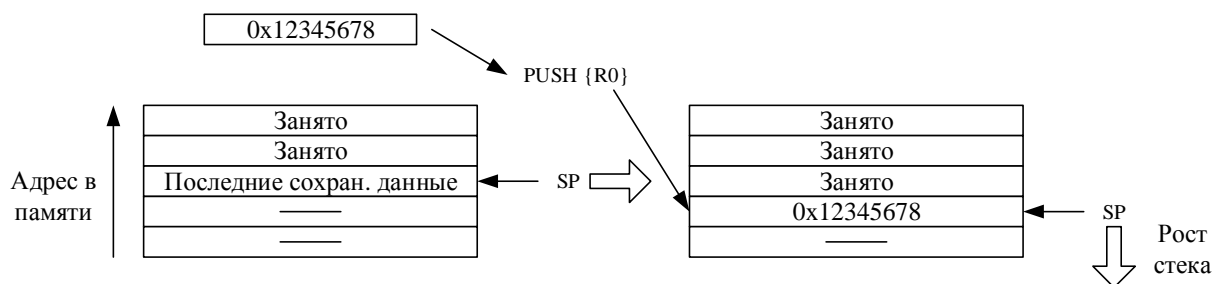 0x12345678
PUSH {R0}
Адрес в
памяти
Занято
Занято
Последние сохран. данные
SP
Занято
Занято
Занято
0x12345678
SP
Рост
стека